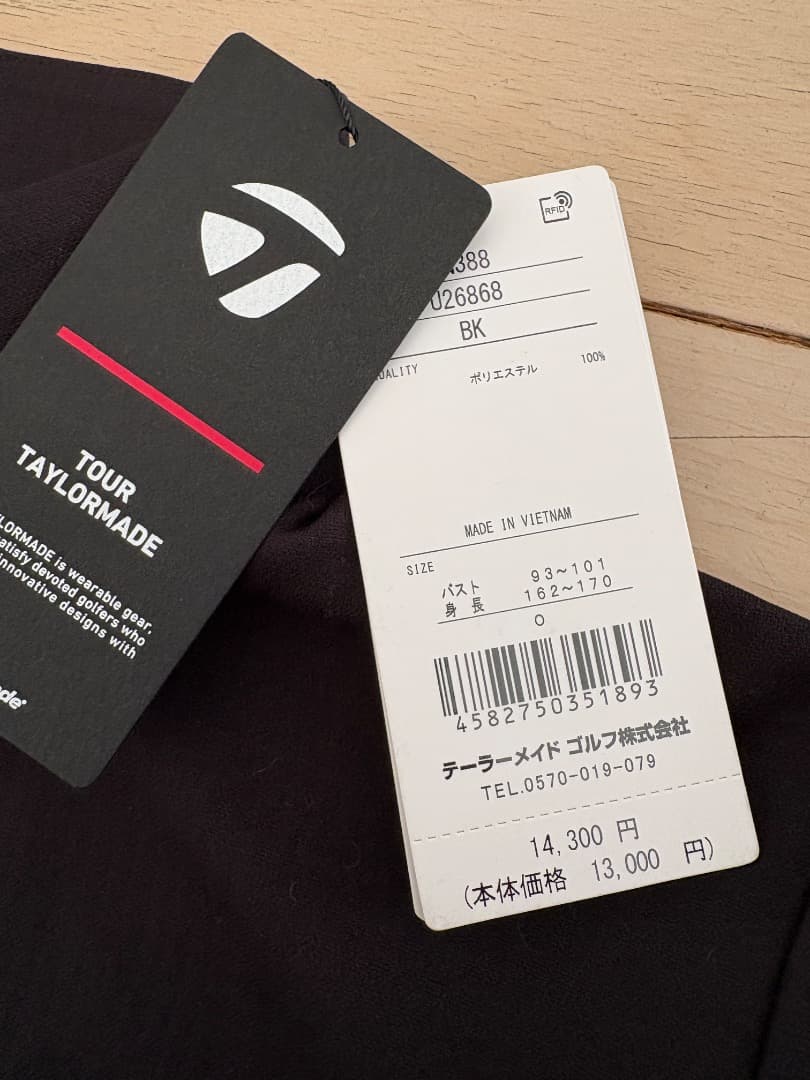 TOUR
TAYLORMADE
TAYLORMADE is wearable gear,
satisfy devoted golfers who
innovative designs with
RFID
388
U26868
BK
QUALITY ポリエステル 100%
MADE IN VIETNAM
SIZE
バスト 93～101
身長 162～170
O
4582750351893
テーラーメイド ゴルフ株式会社
TEL.0570-019-079
14,300 円
(本体価格 13,000 円)